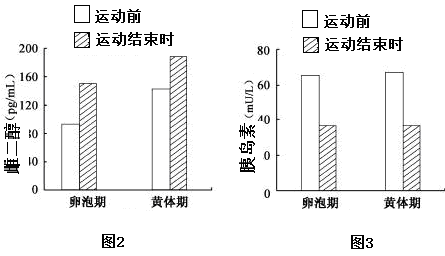 运动前
运动结束时
200
160
120
80
40
0
雌二醇 (pg/mL)
卵泡期
黄体期
图2
运动前
运动结束时
80
60
40
0
0
胰岛素 (mU/L)
卵泡期
黄体期
图3